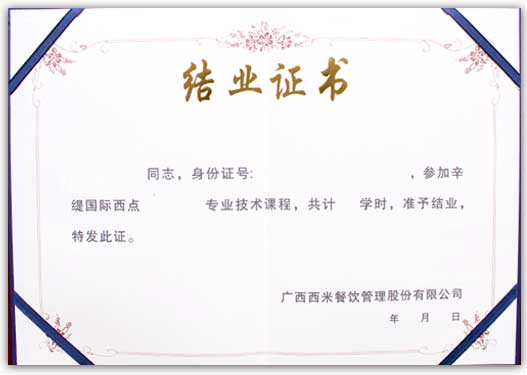 结业证书
同志，身份证号: ，参加辛
缇国际西点 专业技术课程，共计 学时，准予结业，
特发此证。
广西西米餐饮管理股份有限公司
年 月 日